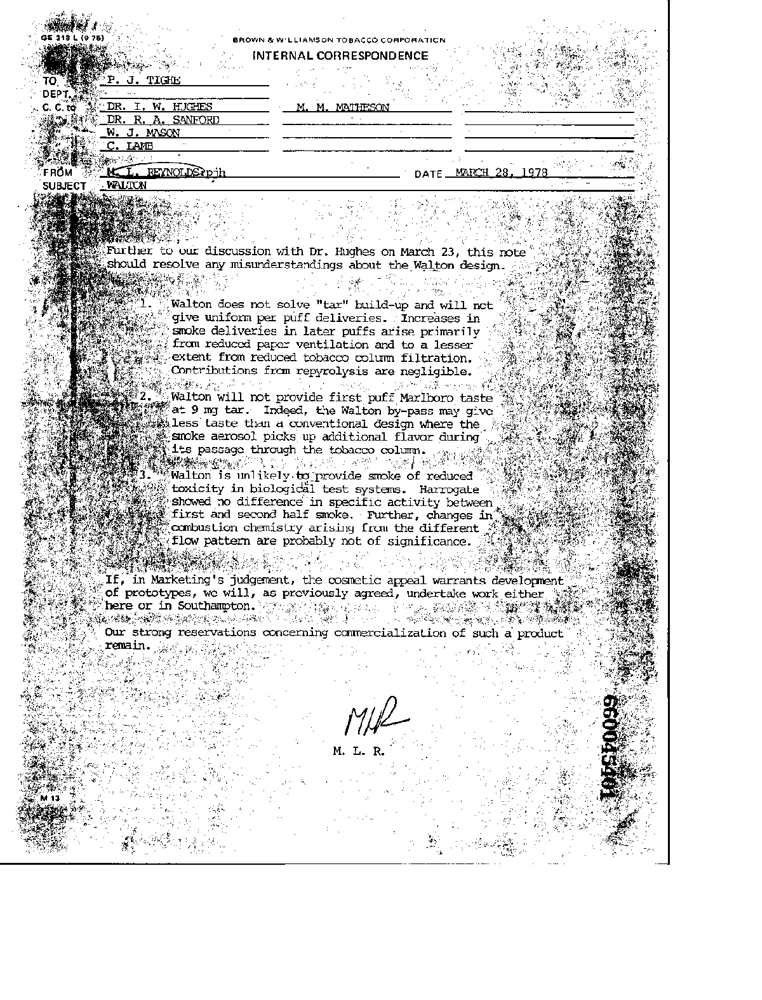 GE 318 L (9 76)
BROWN & WILLIAMSON TOBACCO CORPORATION
INTERNAL CORRESPONDENCE
TO P. J. TIGHE
DEPT.
C. C. to DR. I. W. HUGHES M. M. MATHESON
DR. R. A. SANFORD
W. J. MASON
C. LAMB
FROM M. L. REYNOLDS:pjh DATE MARCH 28, 1978
SUBJECT WALTON
Further to our discussion with Dr. Hughes on March 23, this note
should resolve any misunderstandings about the Walton design.
1. Walton does not solve "tar" build-up and will not
give uniform per puff deliveries. Increases in
smoke deliveries in later puffs arise primarily
from reduced paper ventilation and to a lesser
extent from reduced tobacco column filtration.
Contributions from repyrolysis are negligible.
2. Walton will not provide first puff Marlboro taste
at 9 mg tar. Indeed, the Walton by-pass may give
less taste than a conventional design where the
smoke aerosol picks up additional flavor during
its passage through the tobacco column.
3. Walton is unlikely to provide smoke of reduced
toxicity in biological test systems. Harrogate
showed no difference in specific activity between
first and second half smoke. Further, changes in
combustion chemistry arising from the different
flow pattern are probably not of significance.
If, in Marketing's judgement, the cosmetic appeal warrants development
of prototypes, we will, as previously agreed, undertake work either
here or in Southampton.
Our strong reservations concerning commercialization of such a product
remain.
MLR
M. L. R.
660045401
M 13